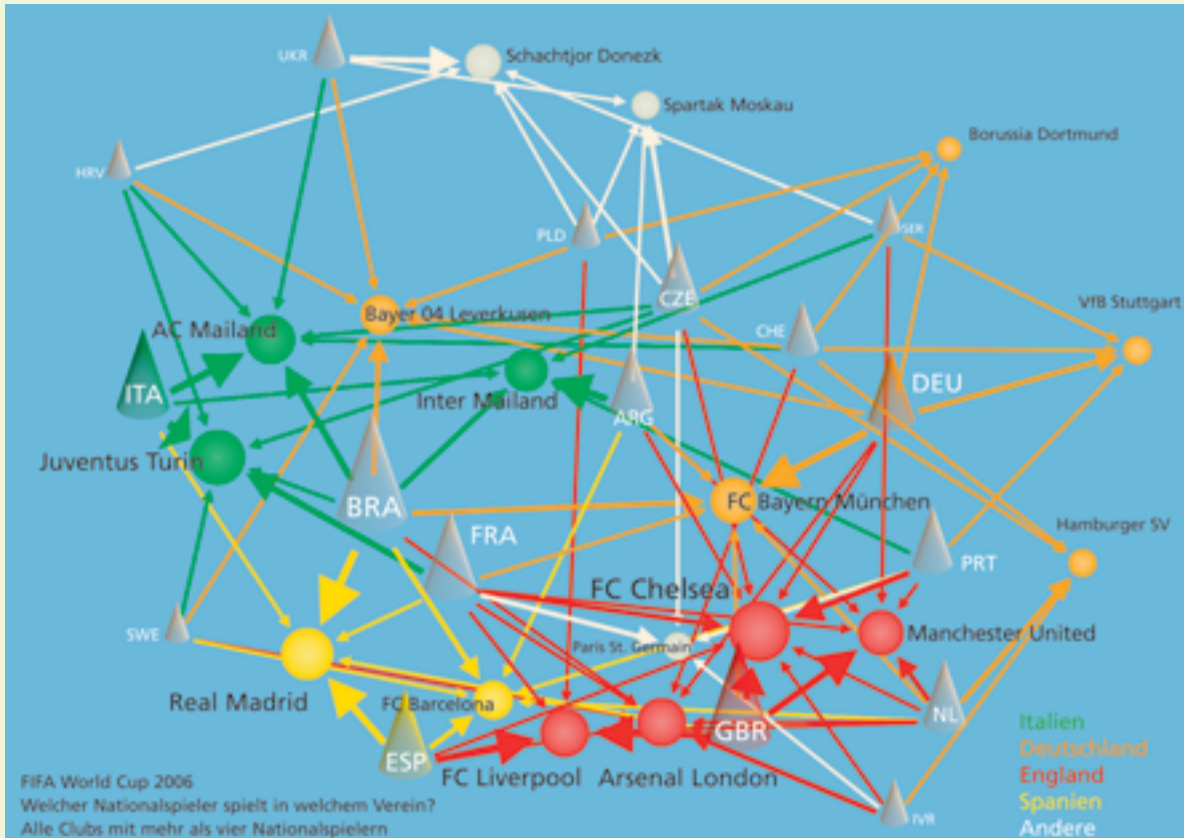 UKR
Schachtjor Donezk
Spartak Moskau
Borussia Dortmund
HRV
PLD
SER
CZE
VfB Stuttgart
Bayer 04 Leverkusen
AC Mailand
CHE
ITA
DEU
Inter Mailand
ARG
Juventus Turin
BRA
FC Bayern München
FRA
Hamburger SV
PRT
FC Chelsea
SWE
Paris St. Germain
Manchester United
Real Madrid
FC Barcelona
NL
GBR
ESP
FC Liverpool
Arsenal London
IVR
Italien
Deutschland
England
Spanien
Andere
FIFA World Cup 2006
Welcher Nationalspieler spielt in welchem Verein?
Alle Clubs mit mehr als vier Nationalspielern